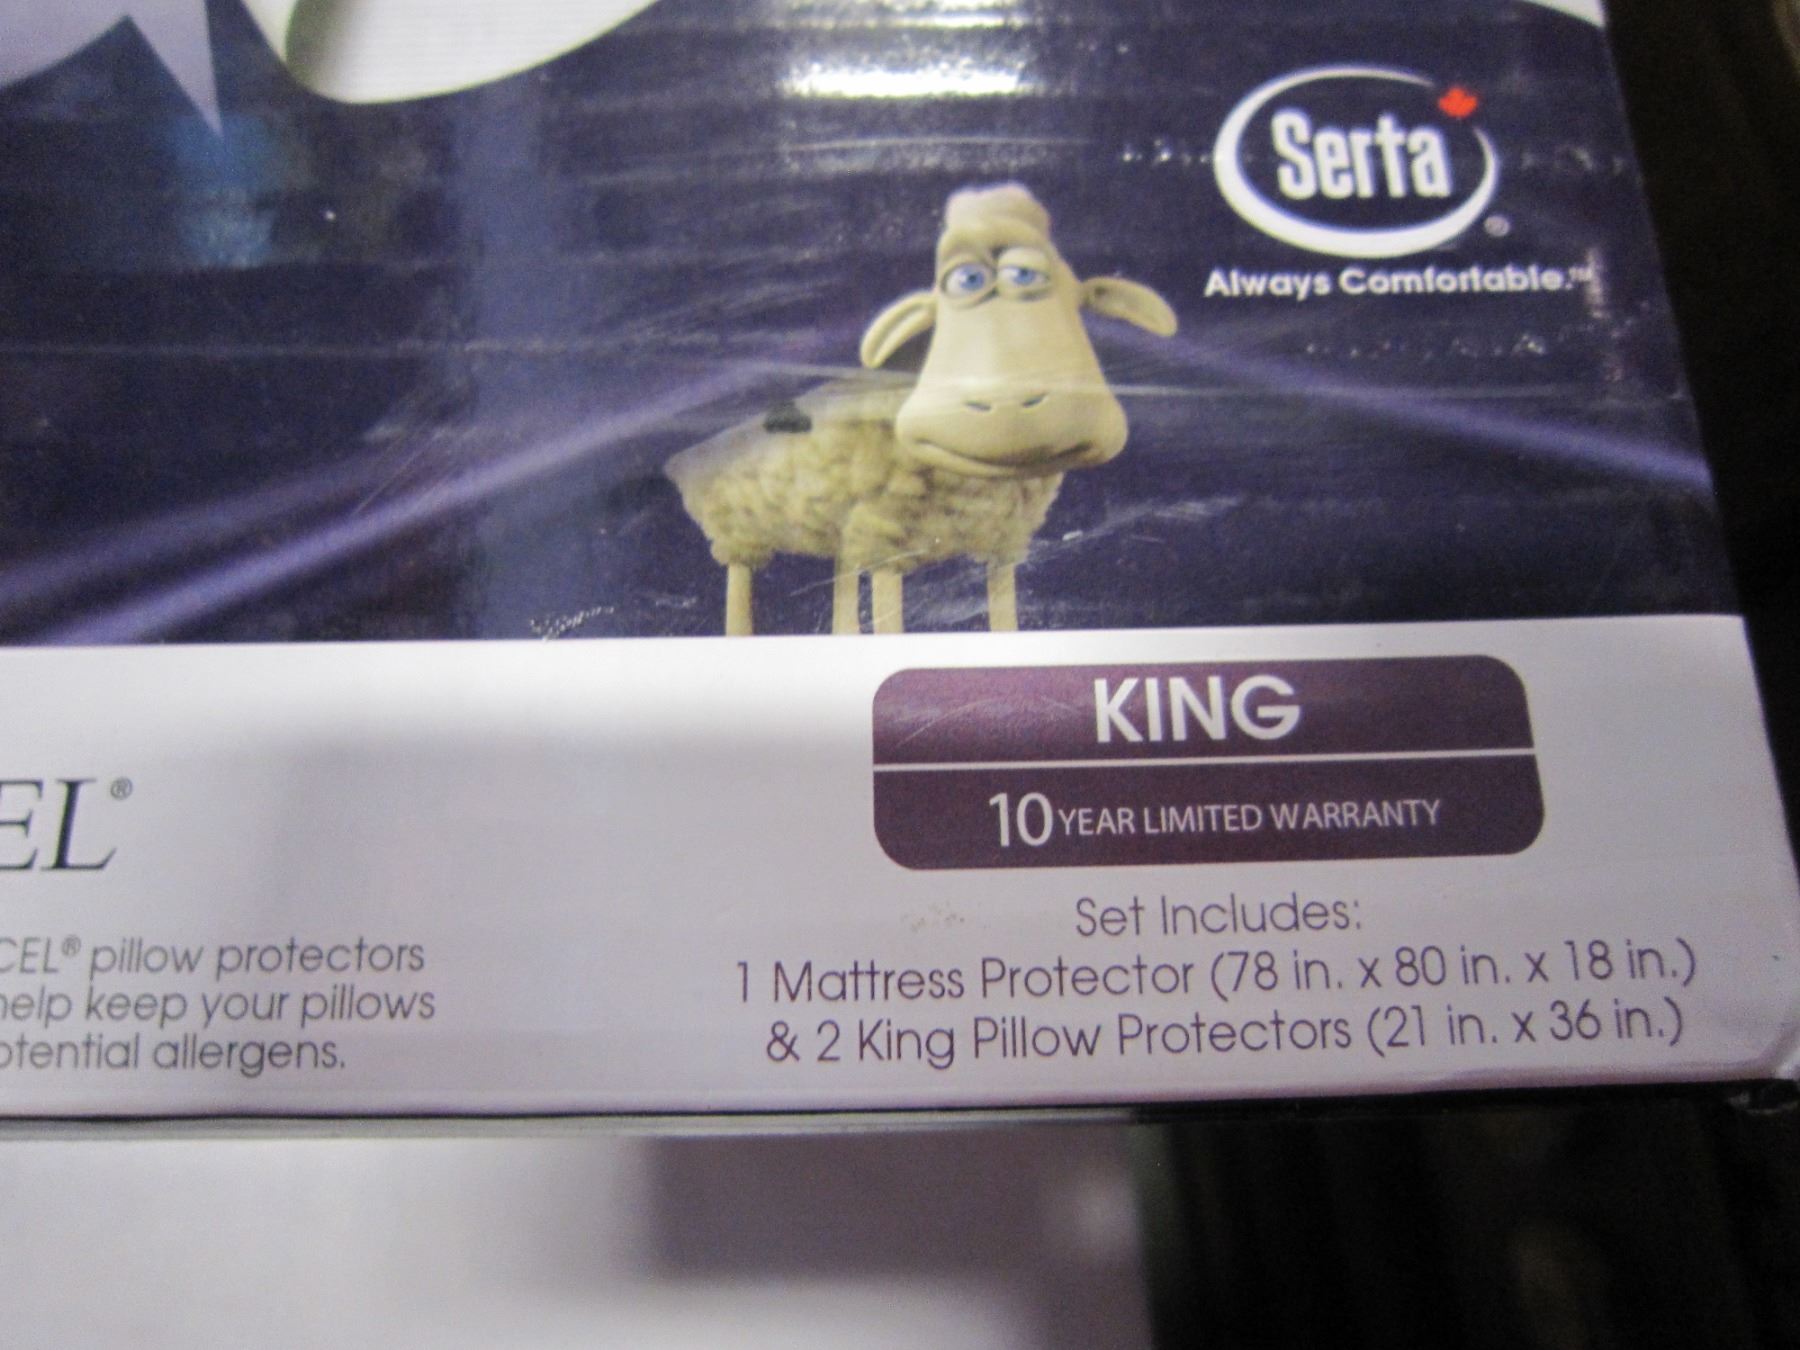 Serta
®
Always Comfortable.™
KING
10 YEAR LIMITED WARRANTY
EL®
Set Includes:
1 Mattress Protector (78 in. x 80 in. x 18 in.)
& 2 King Pillow Protectors (21 in. x 36 in.)
CEL® pillow protectors
help keep your pillows
otential allergens.